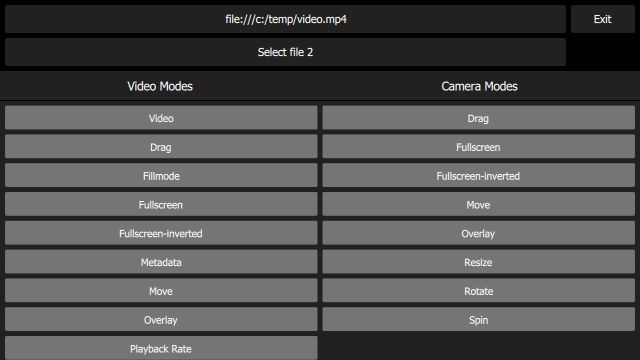 file:///c:/temp/video.mp4
Exit
Select file 2
Video Modes
Camera Modes
Video
Drag
Drag
Fullscreen
Fillmode
Fullscreen-inverted
Fullscreen
Move
Fullscreen-inverted
Overlay
Metadata
Resize
Move
Rotate
Overlay
Spin
Playback Rate